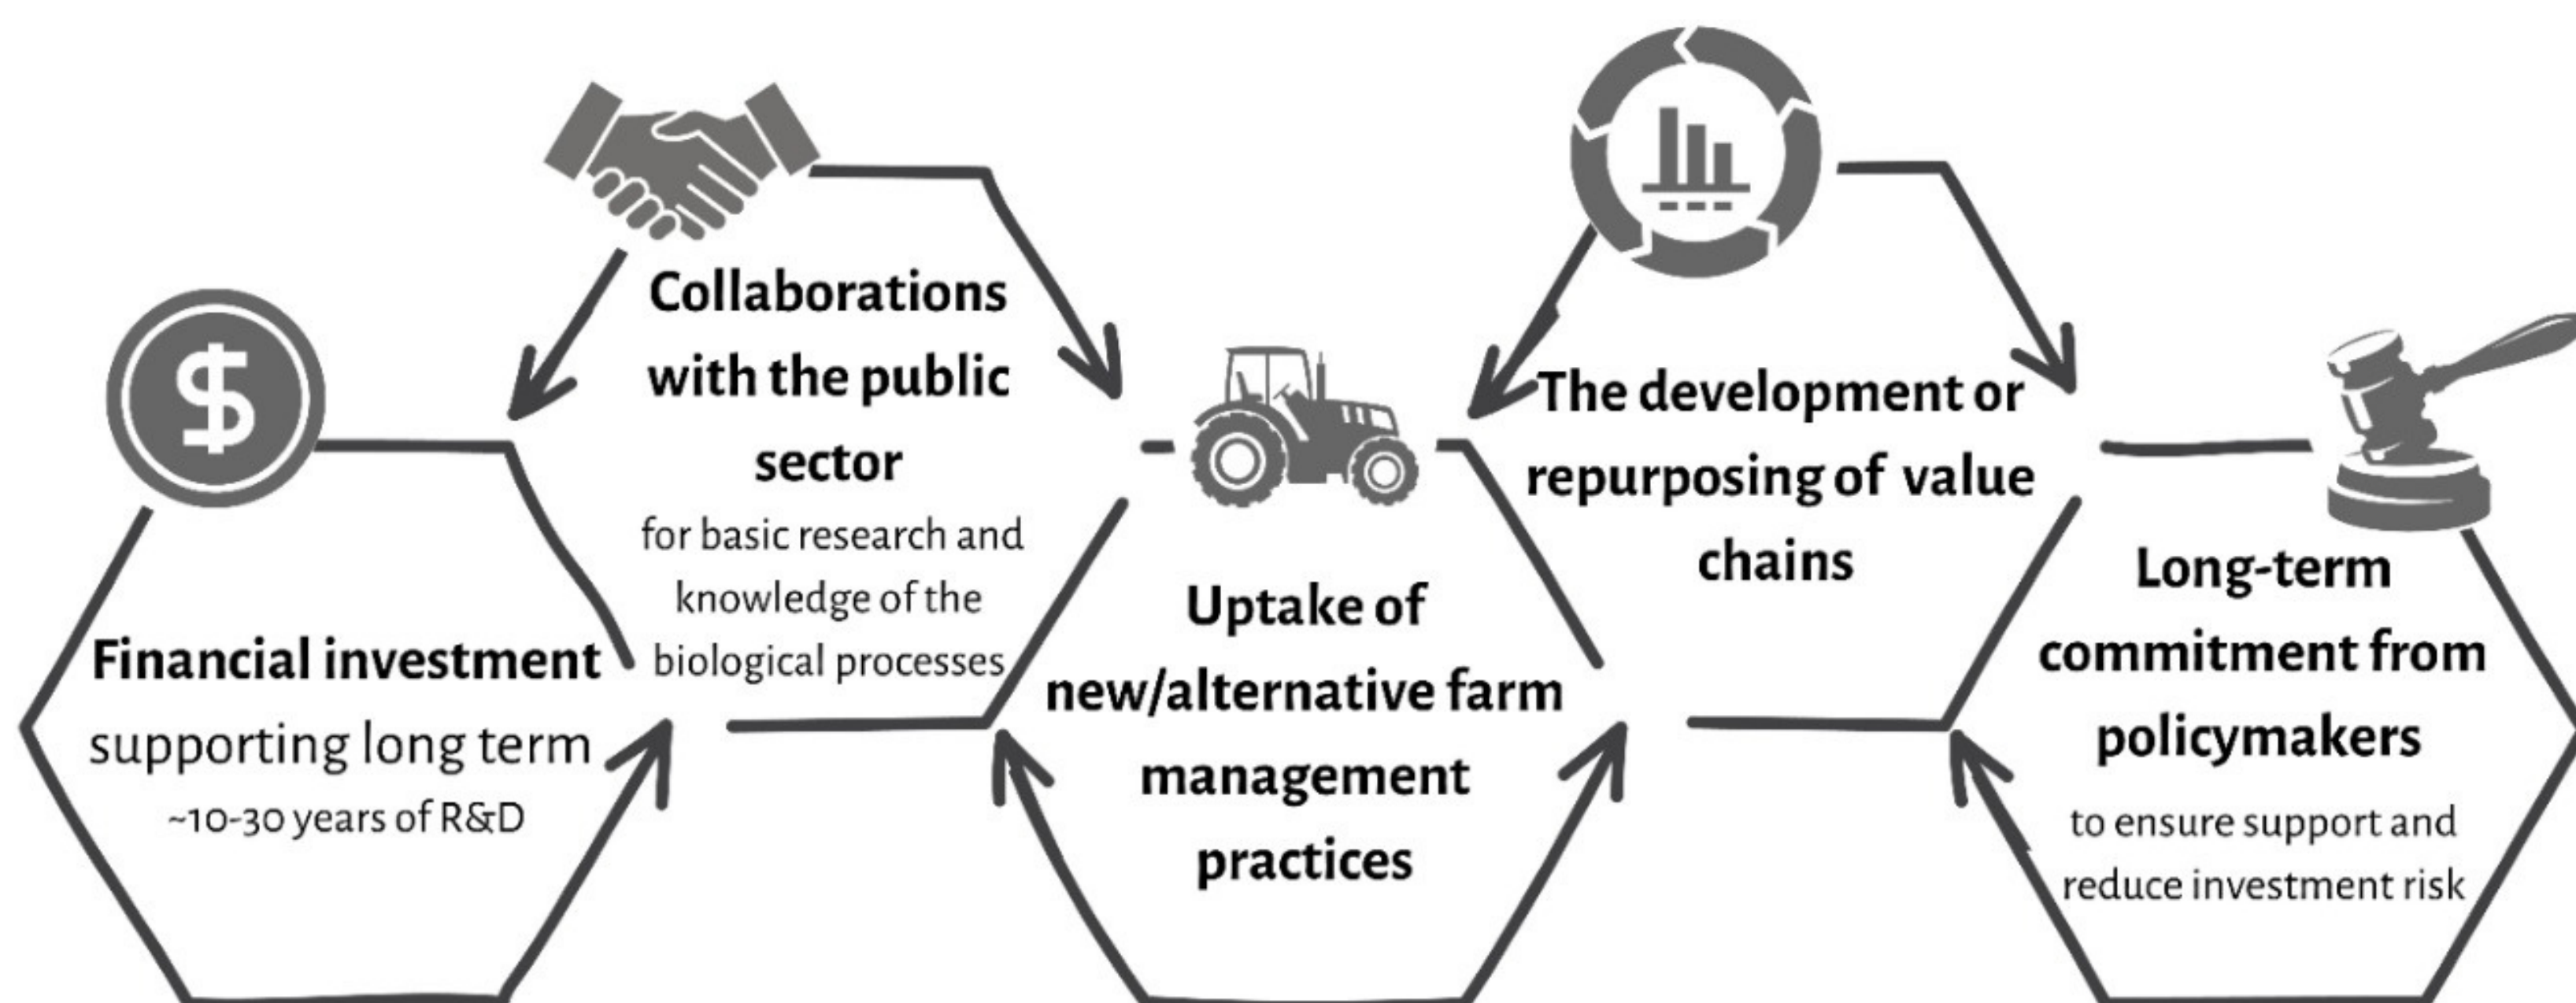 $
Financial investment
supporting long term
~10-30 years of R&D
Collaborations
with the public
sector
for basic research and
knowledge of the
biological processes
Uptake of
new/alternative farm
management
practices
The development or
repurposing of value
chains
Long-term
commitment from
policymakers
to ensure support and
reduce investment risk